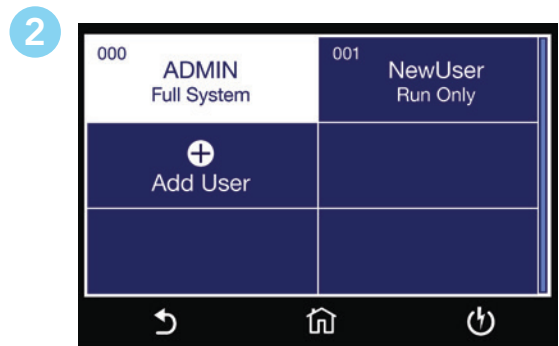 2
000
ADMIN
Full System
001
NewUser
Run Only
Add User